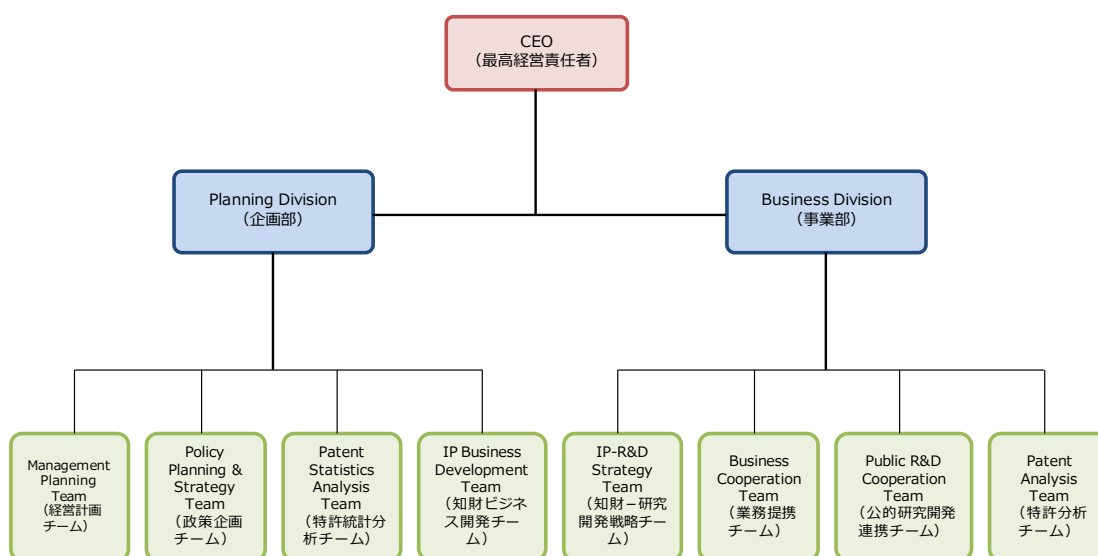 CEO
（最高経営責任者）
Planning Division
（企画部）
Business Division
（事業部）
Management
Planning
Team
（経営計画
チーム）
Policy
Planning &
Strategy
Team
（政策企画
チーム）
Patent
Statistics
Analysis
Team
（特許統計分
析チーム）
IP Business
Development
Team
（知財ビジネ
ス開発チー
ム）
IP-R&D
Strategy
Team
（知財－研究
開発戦略チー
ム）
Business
Cooperation
Team
（業務提携
チーム）
Public R&D
Cooperation
Team
（公的研究開発
連携チーム）
Patent
Analysis
Team
（特許分析
チーム）